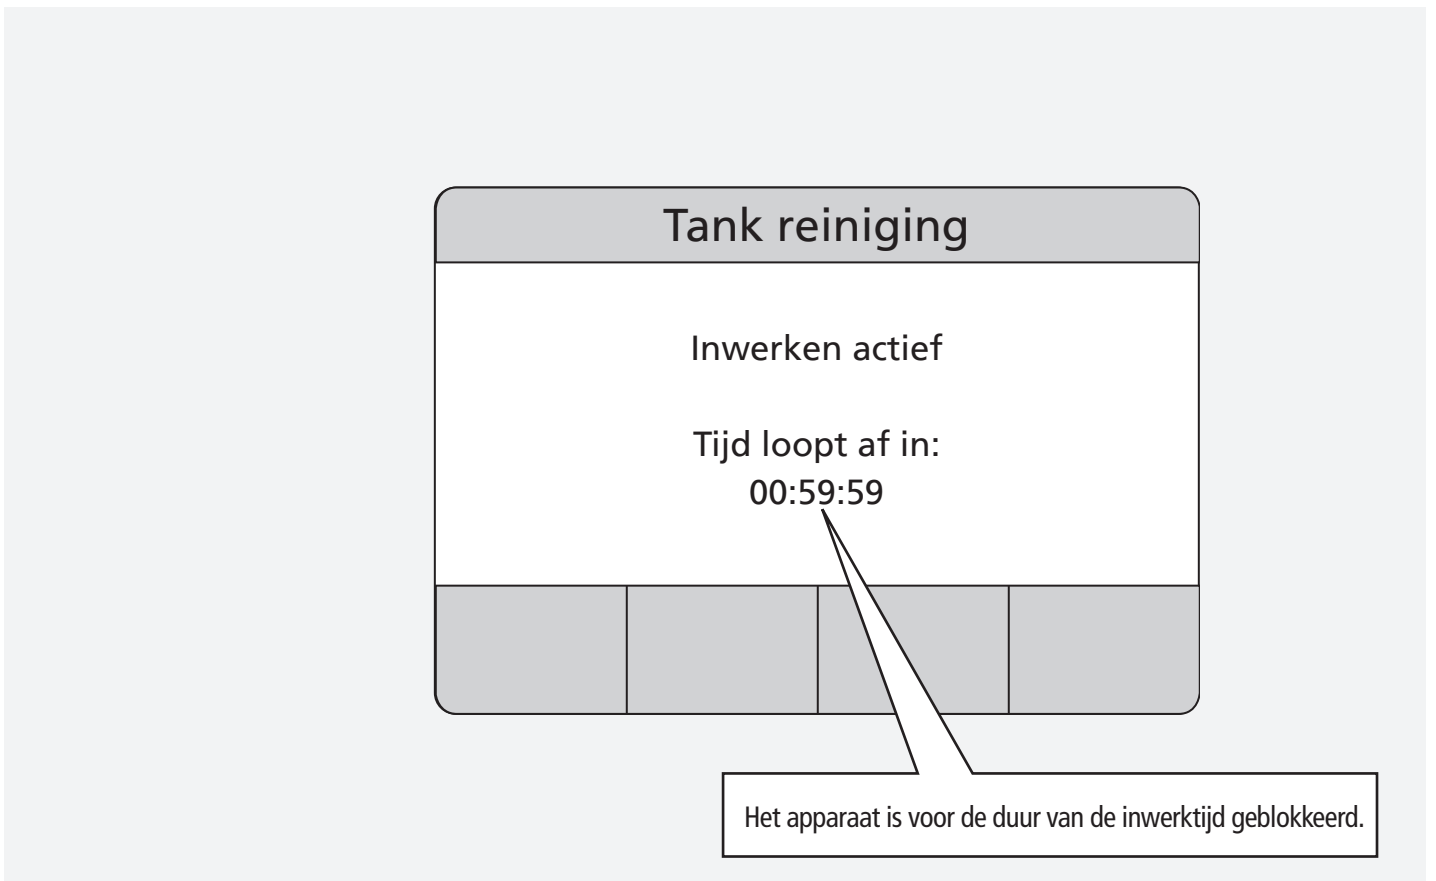 Tank reiniging
Inwerken actief
Tijd loopt af in:
00:59:59
Het apparaat is voor de duur van de inwerktijd geblokkeerd.